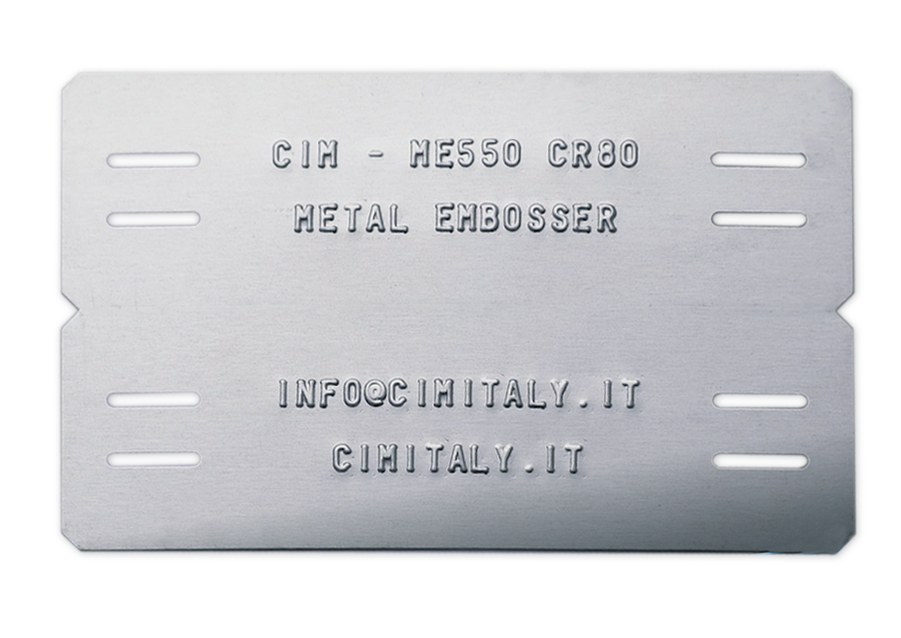 CIM - ME550 CR80
METAL EMBOSSER
INFO@CIMITALY.IT
CIMITALY.IT